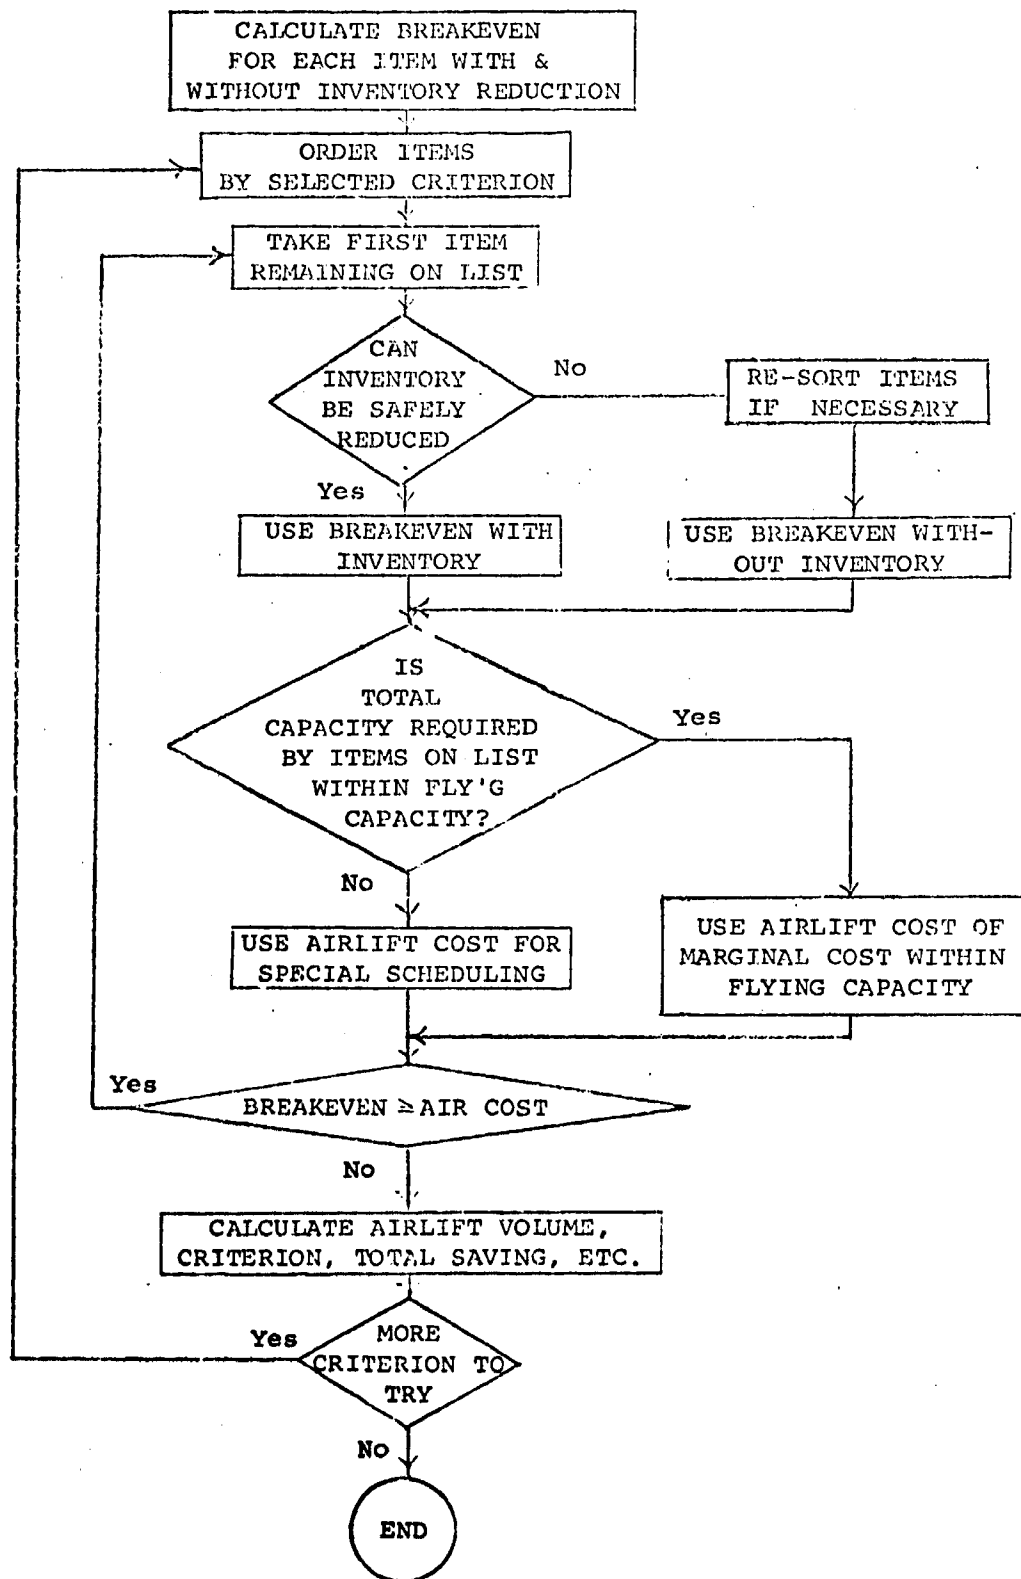 CALCULATE BREAKEVEN
FOR EACH ITEM WITH &
WITHOUT INVENTORY REDUCTION
ORDER ITEMS
BY SELECTED CRITERION
TAKE FIRST ITEM
REMAINING ON LIST
CAN
INVENTORY
BE SAFELY
REDUCED
No
RE-SORT ITEMS
IF NECESSARY
Yes
USE BREAKEVEN WITH
INVENTORY
USE BREAKEVEN WITH-
OUT INVENTORY
IS
TOTAL
CAPACITY REQUIRED
BY ITEMS ON LIST
WITHIN FLY'G
CAPACITY?
Yes
No
USE AIRLIFT COST FOR
SPECIAL SCHEDULING
USE AIRLIFT COST OF
MARGINAL COST WITHIN
FLYING CAPACITY
Yes
BREAKEVEN ≥ AIR COST
No
CALCULATE AIRLIFT VOLUME,
CRITERION, TOTAL SAVING, ETC.
Yes
MORE
CRITERION TO
TRY
No
END